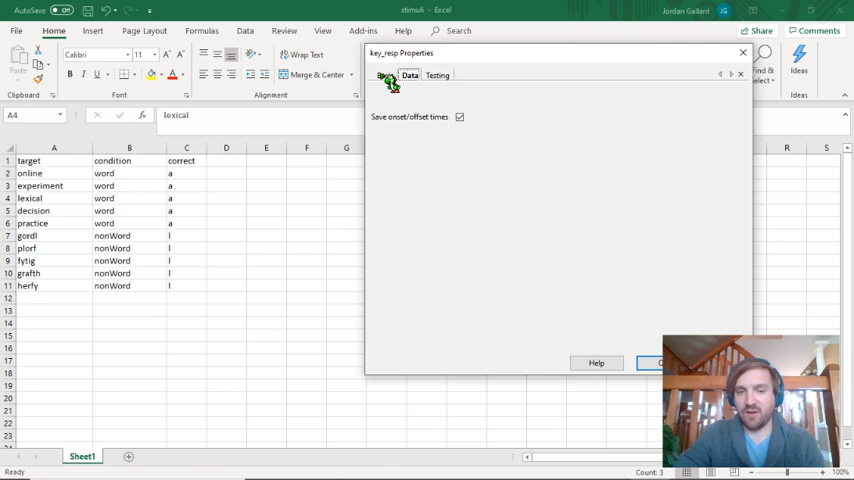 AutoSave Off stimuli - Excel Jordan Gallant JG
File Home Insert Page Layout Formulas Data Review View Add-ins Help Search Share Comments
Calibri 11 Wrap Text
Paste B I U Merge & Center Find & Select Ideas
Clipboard Font Alignment Ideas
key_resp Properties
Data Testing
Save onset/offset times
Help
A4 fx lexical
A B C D E F G R S
1 target condition correct
2 online word a
3 experiment word a
4 lexical word a
5 decision word a
6 practice word a
7 gordl nonWord l
8 plorf nonWord l
9 fytig nonWord l
10 grafth nonWord l
11 herfy nonWord l
12
13
14
15
16
17
18
19
20
21
22
23
Sheet1
Ready Count: 3 100%